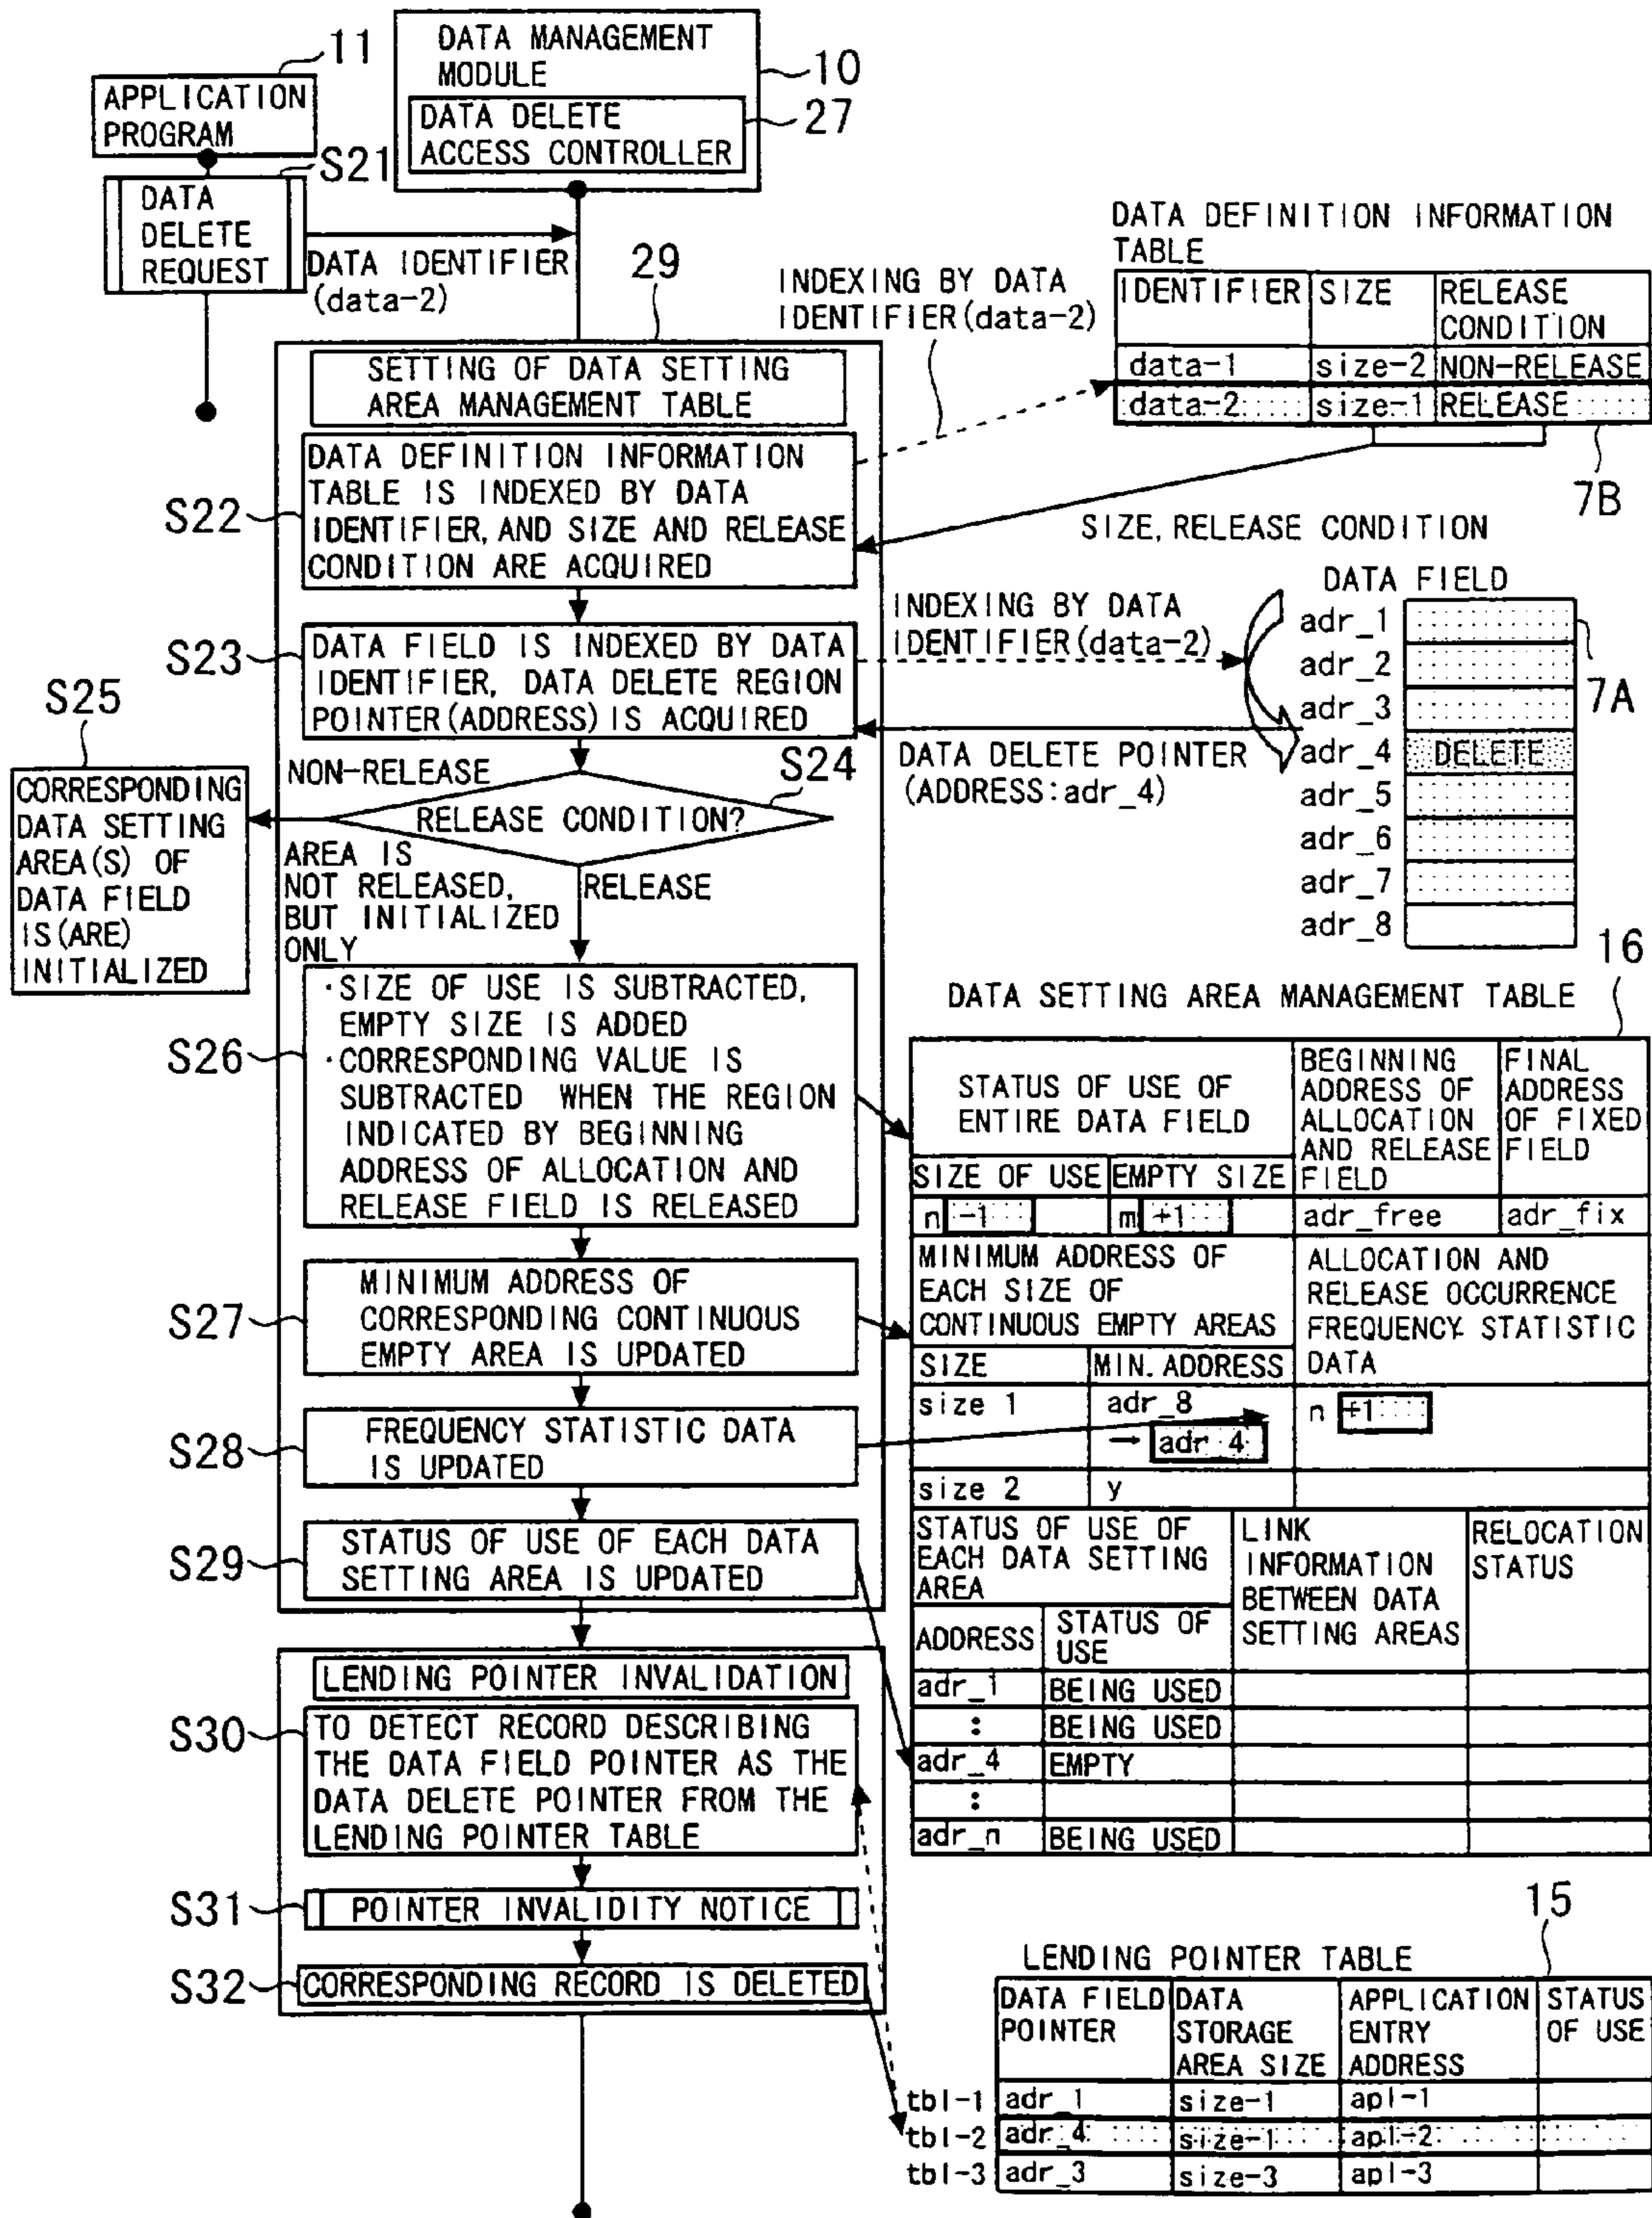 11
APPLICATION
PROGRAM
DATA MANAGEMENT
MODULE
10
DATA DELETE
ACCESS CONTROLLER
27
S21
DATA
DELETE
REQUEST
DATA IDENTIFIER
(data-2)
29
INDEXING BY DATA
IDENTIFIER(data-2)
DATA DEFINITION INFORMATION
TABLE
IDENTIFIER SIZE RELEASE
CONDITION
data-1 size-2 NON-RELEASE
data-2 size-1 RELEASE
7B
SETTING OF DATA SETTING
AREA MANAGEMENT TABLE
S22
DATA DEFINITION INFORMATION
TABLE IS INDEXED BY DATA
IDENTIFIER, AND SIZE AND RELEASE
CONDITION ARE ACQUIRED
SIZE, RELEASE CONDITION
S23
DATA FIELD IS INDEXED BY DATA
IDENTIFIER, DATA DELETE REGION
POINTER(ADDRESS) IS ACQUIRED
INDEXING BY DATA
IDENTIFIER(data-2)
DATA DELETE POINTER
(ADDRESS:adr_4)
DATA FIELD
adr_1
adr_2
adr_3
adr_4 DELETE
adr_5
adr_6
adr_7
adr_8
7A
S24
RELEASE CONDITION?
NON-RELEASE
AREA IS
NOT RELEASED,
BUT INITIALIZED
ONLY
RELEASE
S25
CORRESPONDING
DATA SETTING
AREA(S) OF
DATA FIELD
IS(ARE)
INITIALIZED
S26
·SIZE OF USE IS SUBTRACTED,
EMPTY SIZE IS ADDED
·CORRESPONDING VALUE IS
SUBTRACTED WHEN THE REGION
INDICATED BY BEGINNING
ADDRESS OF ALLOCATION AND
RELEASE FIELD IS RELEASED
S27
MINIMUM ADDRESS OF
CORRESPONDING CONTINUOUS
EMPTY AREA IS UPDATED
S28
FREQUENCY STATISTIC DATA
IS UPDATED
S29
STATUS OF USE OF EACH DATA
SETTING AREA IS UPDATED
16
DATA SETTING AREA MANAGEMENT TABLE
STATUS OF USE OF
ENTIRE DATA FIELD
BEGINNING
ADDRESS OF
ALLOCATION
AND RELEASE
FIELD
FINAL
ADDRESS
OF FIXED
FIELD
SIZE OF USE EMPTY SIZE
n -1 m +1 adr_free adr_fix
MINIMUM ADDRESS OF
EACH SIZE OF
CONTINUOUS EMPTY AREAS
ALLOCATION AND
RELEASE OCCURRENCE
FREQUENCY STATISTIC
DATA
SIZE MIN. ADDRESS
size 1 adr_8 n +1
→ adr 4
size 2 y
STATUS OF USE OF
EACH DATA SETTING
AREA
LINK
INFORMATION
BETWEEN DATA
SETTING AREAS
RELOCATION
STATUS
ADDRESS STATUS OF
USE
adr_1 BEING USED
: BEING USED
adr_4 EMPTY
:
adr_n BEING USED
LENDING POINTER INVALIDATION
S30
TO DETECT RECORD DESCRIBING
THE DATA FIELD POINTER AS THE
DATA DELETE POINTER FROM THE
LENDING POINTER TABLE
S31
POINTER INVALIDITY NOTICE
S32
CORRESPONDING RECORD IS DELETED
15
LENDING POINTER TABLE
DATA FIELD
POINTER
DATA
STORAGE
AREA SIZE
APPLICATION
ENTRY
ADDRESS
STATUS
OF USE
tbl-1 adr_1 size-1 apl-1
tbl-2 adr_4 size-1 apl-2
tbl-3 adr_3 size-3 apl-3